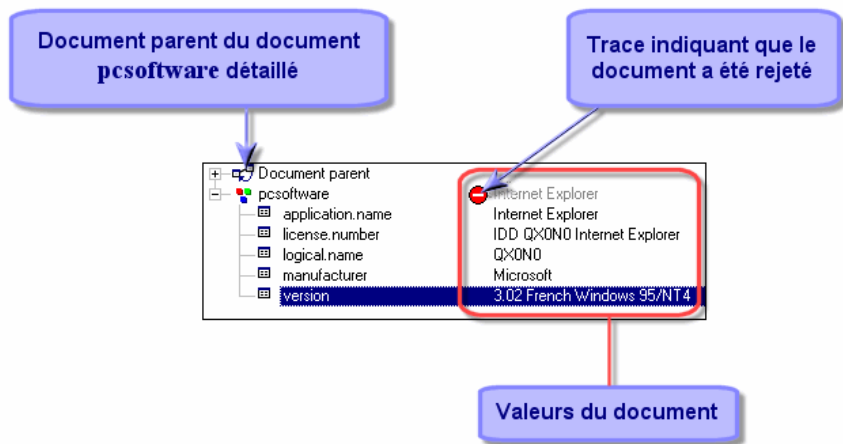 Document parent du document
pcsoftware détaillé
Trace indiquant que le
document a été rejeté
Document parent
pcsoftware Internet Explorer
application.name Internet Explorer
license.number IDD QX0N0 Internet Explorer
logical.name QX0N0
manufacturer Microsoft
version 3.02 French Windows 95/NT4
Valeurs du document